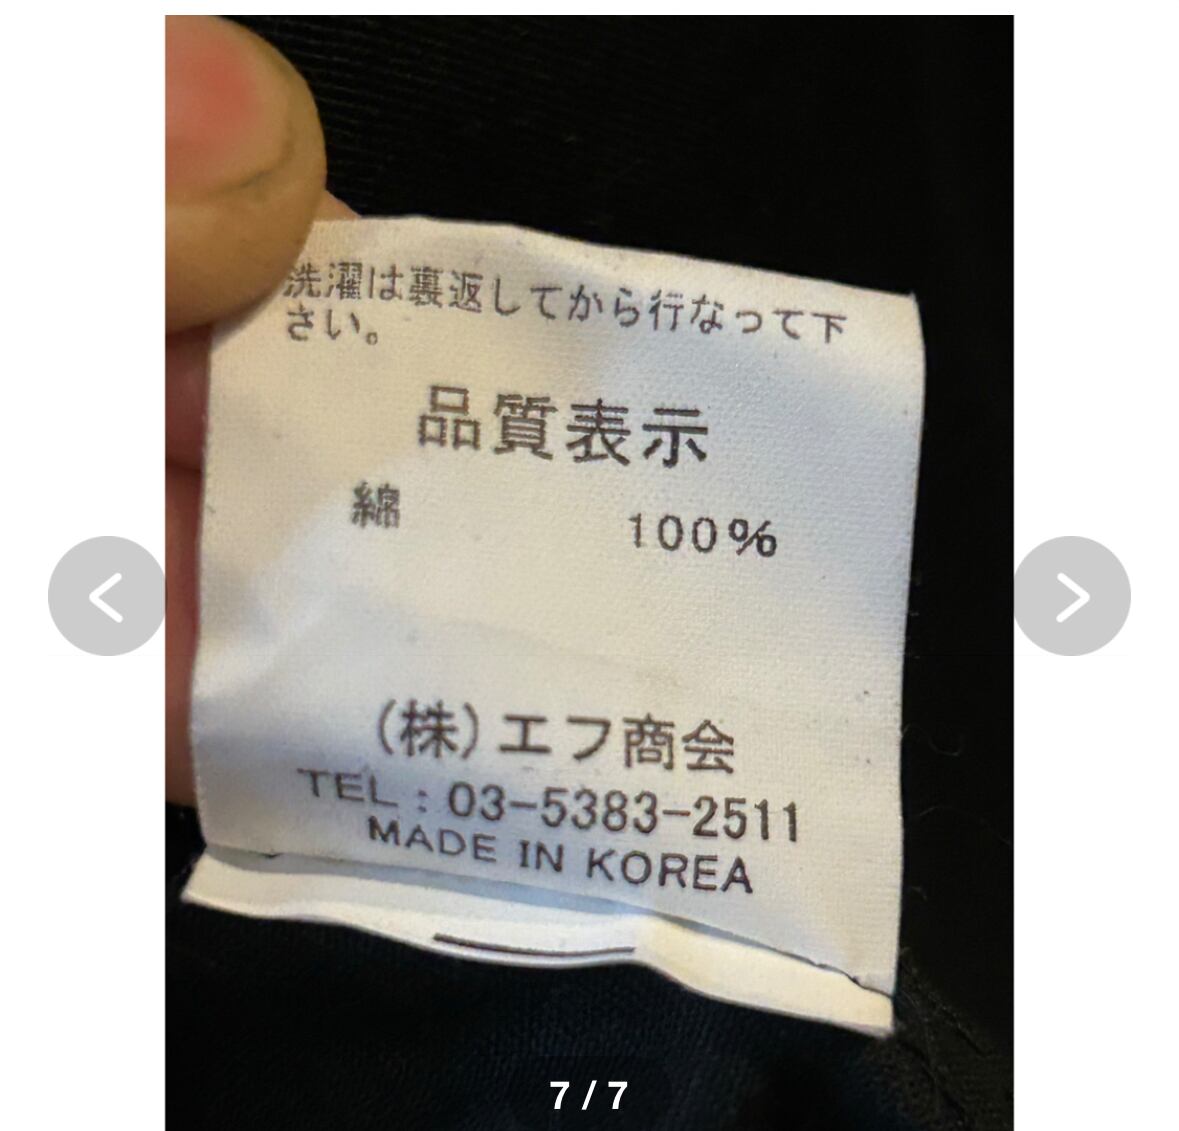 洗濯は裏返してから行なって下
さい。
品質表示
綿 100%
(株)エフ商会
TEL:03-5383-2511
MADE IN KOREA
7 / 7